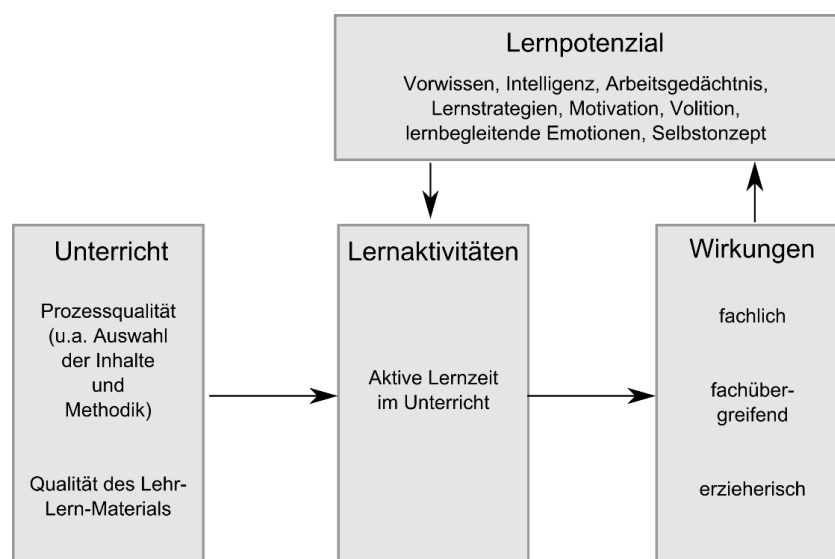 Lernpotenzial
Vorwissen, Intelligenz, Arbeitsgedächtnis,
Lernstrategien, Motivation, Volition,
lernbegleitende Emotionen, Selbstonzept
Unterricht
Prozessqualität
(u.a. Auswahl
der Inhalte
und
Methodik)
Qualität des Lehr-
Lern-Materials
Lernaktivitäten
Aktive Lernzeit
im Unterricht
Wirkungen
fachlich
fachüber-
greifend
erzieherisch